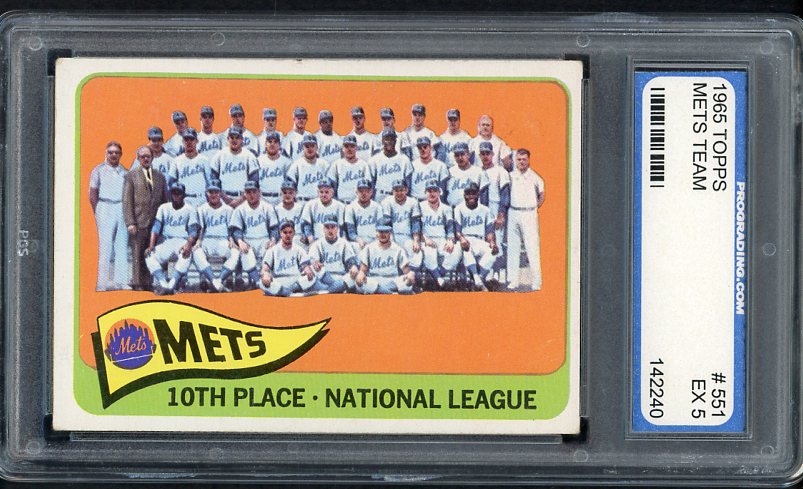 Mets
METS
10TH PLACE · NATIONAL LEAGUE
1965 TOPPS
METS TEAM
# 551
EX 5
142240
PROGRADING.COM
PGS